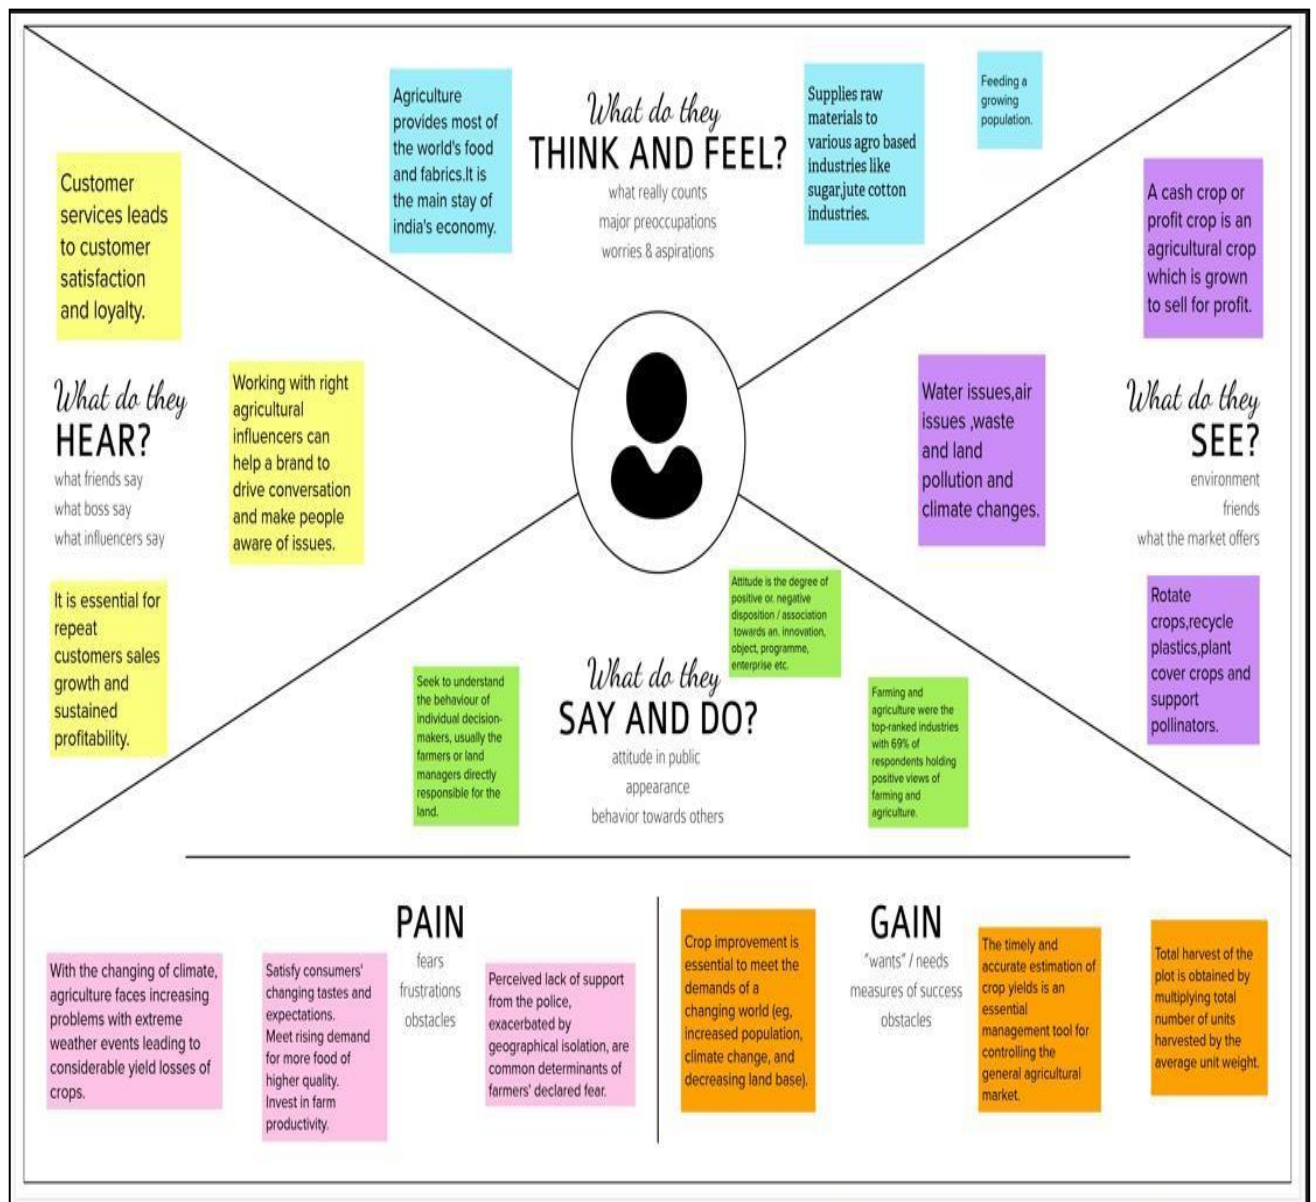 What do they
THINK AND FEEL?
what really counts
major preoccupations
worries & aspirations
Agriculture
provides most of
the world's food
and fabrics.It is
the main stay of
india's economy.
Supplies raw
materials to
various agro based
industries like
sugar,jute cotton
industries.
Feeding a
growing
population.
Customer
services leads
to customer
satisfaction
and loyalty.
What do they
HEAR?
what friends say
what boss say
what influencers say
Working with right
agricultural
influencers can
help a brand to
drive conversation
and make people
aware of issues.
It is essential for
repeat
customers sales
growth and
sustained
profitability.
A cash crop or
profit crop is an
agricultural crop
which is grown
to sell for profit.
Water issues,air
issues ,waste
and land
pollution and
climate changes.
What do they
SEE?
environment
friends
what the market offers
Rotate
crops,recycle
plastics,plant
cover crops and
support
pollinators.
Attitude is the degree of
positive or. negative
disposition / association
towards an. innovation,
object, programme,
enterprise etc.
What do they
SAY AND DO?
attitude in public
appearance
behavior towards others
Seek to understand
the behaviour of
individual decision-
makers, usually the
farmers or land
managers directly
responsible for the
land.
Farming and
agriculture were the
top-ranked industries
with 69% of
respondents holding
positive views of
farming and
agriculture.
PAIN
fears
frustrations
obstacles
With the changing of climate,
agriculture faces increasing
problems with extreme
weather events leading to
considerable yield losses of
crops.
Satisfy consumers'
changing tastes and
expectations.
Meet rising demand
for more food of
higher quality.
Invest in farm
productivity.
Perceived lack of support
from the police,
exacerbated by
geographical isolation, are
common determinants of
farmers' declared fear.
GAIN
"wants" / needs
measures of success
obstacles
Crop improvement is
essential to meet the
demands of a
changing world (eg,
increased population,
climate change, and
decreasing land base).
The timely and
accurate estimation of
crop yields is an
essential
management tool for
controlling the
general agricultural
market.
Total harvest of the
plot is obtained by
multiplying total
number of units
harvested by the
average unit weight.